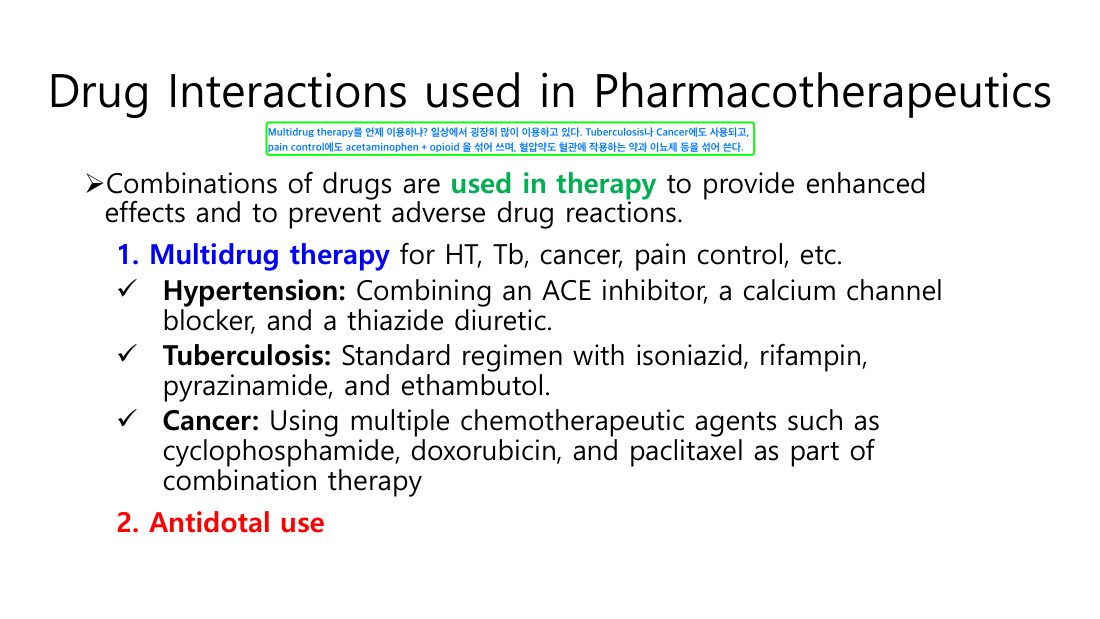 Drug Interactions used in Pharmacotherapeutics
Multidrug therapy를 언제 이용하냐? 일상에서 굉장히 많이 이용하고 있다. Tuberculosis나 Cancer에도 사용되고,
pain control에도 acetaminophen + opioid 을 섞어 쓰며, 혈압약도 혈관에 작용하는 약과 이뇨제 등을 섞어 쓴다.
➢Combinations of drugs are used in therapy to provide enhanced
effects and to prevent adverse drug reactions.
1. Multidrug therapy for HT, Tb, cancer, pain control, etc.
✓ Hypertension: Combining an ACE inhibitor, a calcium channel
blocker, and a thiazide diuretic.
✓ Tuberculosis: Standard regimen with isoniazid, rifampin,
pyrazinamide, and ethambutol.
✓ Cancer: Using multiple chemotherapeutic agents such as
cyclophosphamide, doxorubicin, and paclitaxel as part of
combination therapy
2. Antidotal use